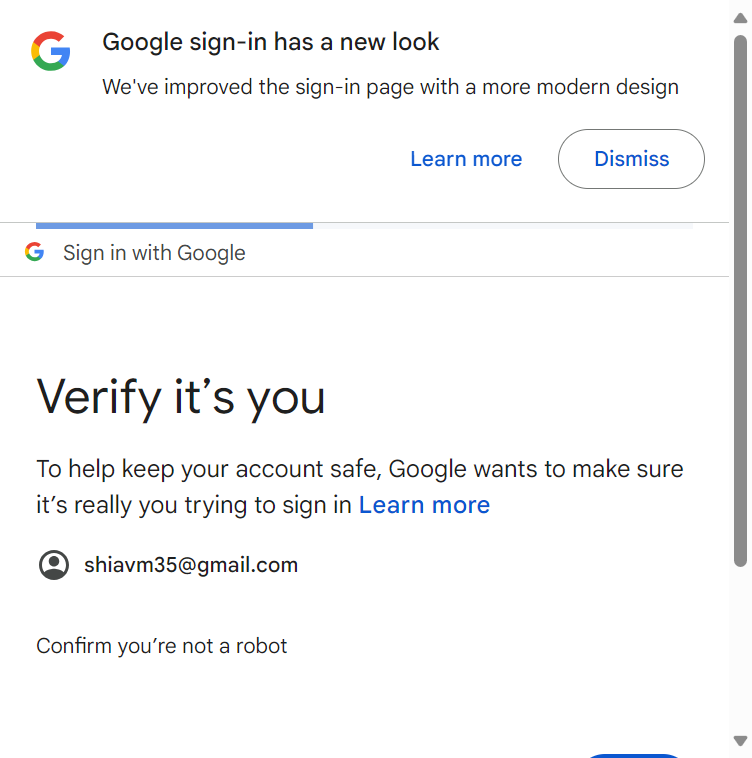 Google sign-in has a new look
We've improved the sign-in page with a more modern design
Learn more
Dismiss
Sign in with Google
Verify it’s you
To help keep your account safe, Google wants to make sure
it’s really you trying to sign in Learn more
shiavm35@gmail.com
Confirm you’re not a robot